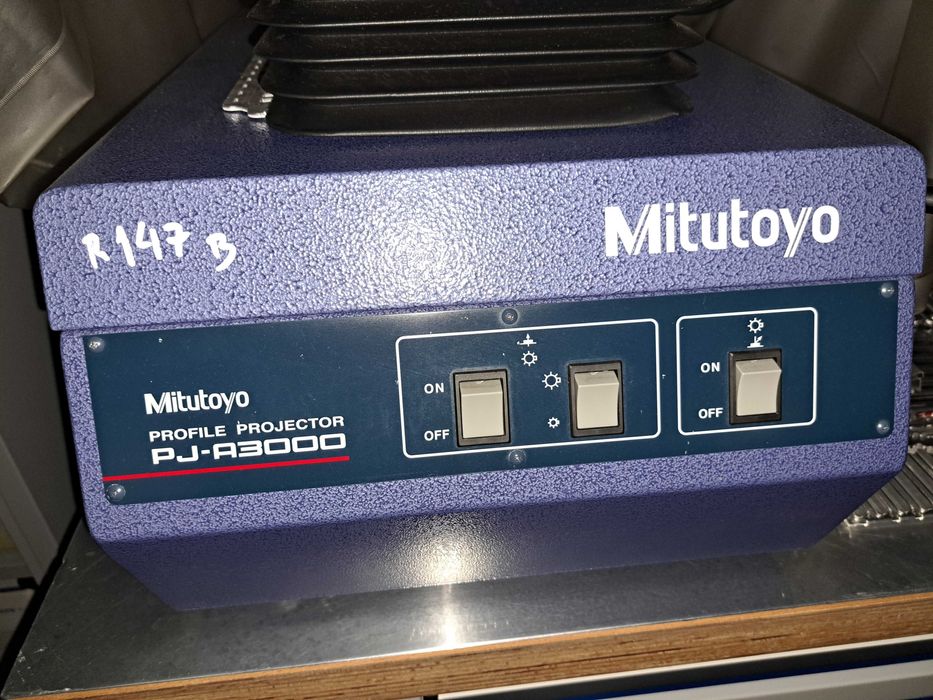 R147 B
Mitutoyo
Mitutoyo
PROFILE PROJECTOR
PJ-A3000
ON
OFF
ON
OFF